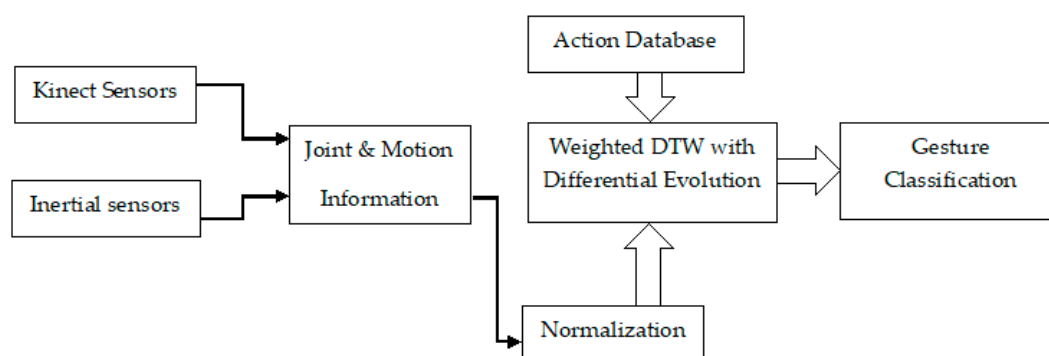 Action Database
Kinect Sensors
Joint & Motion
Information
Inertial sensors
Weighted DTW with
Differential Evolution
Gesture
Classification
Normalization